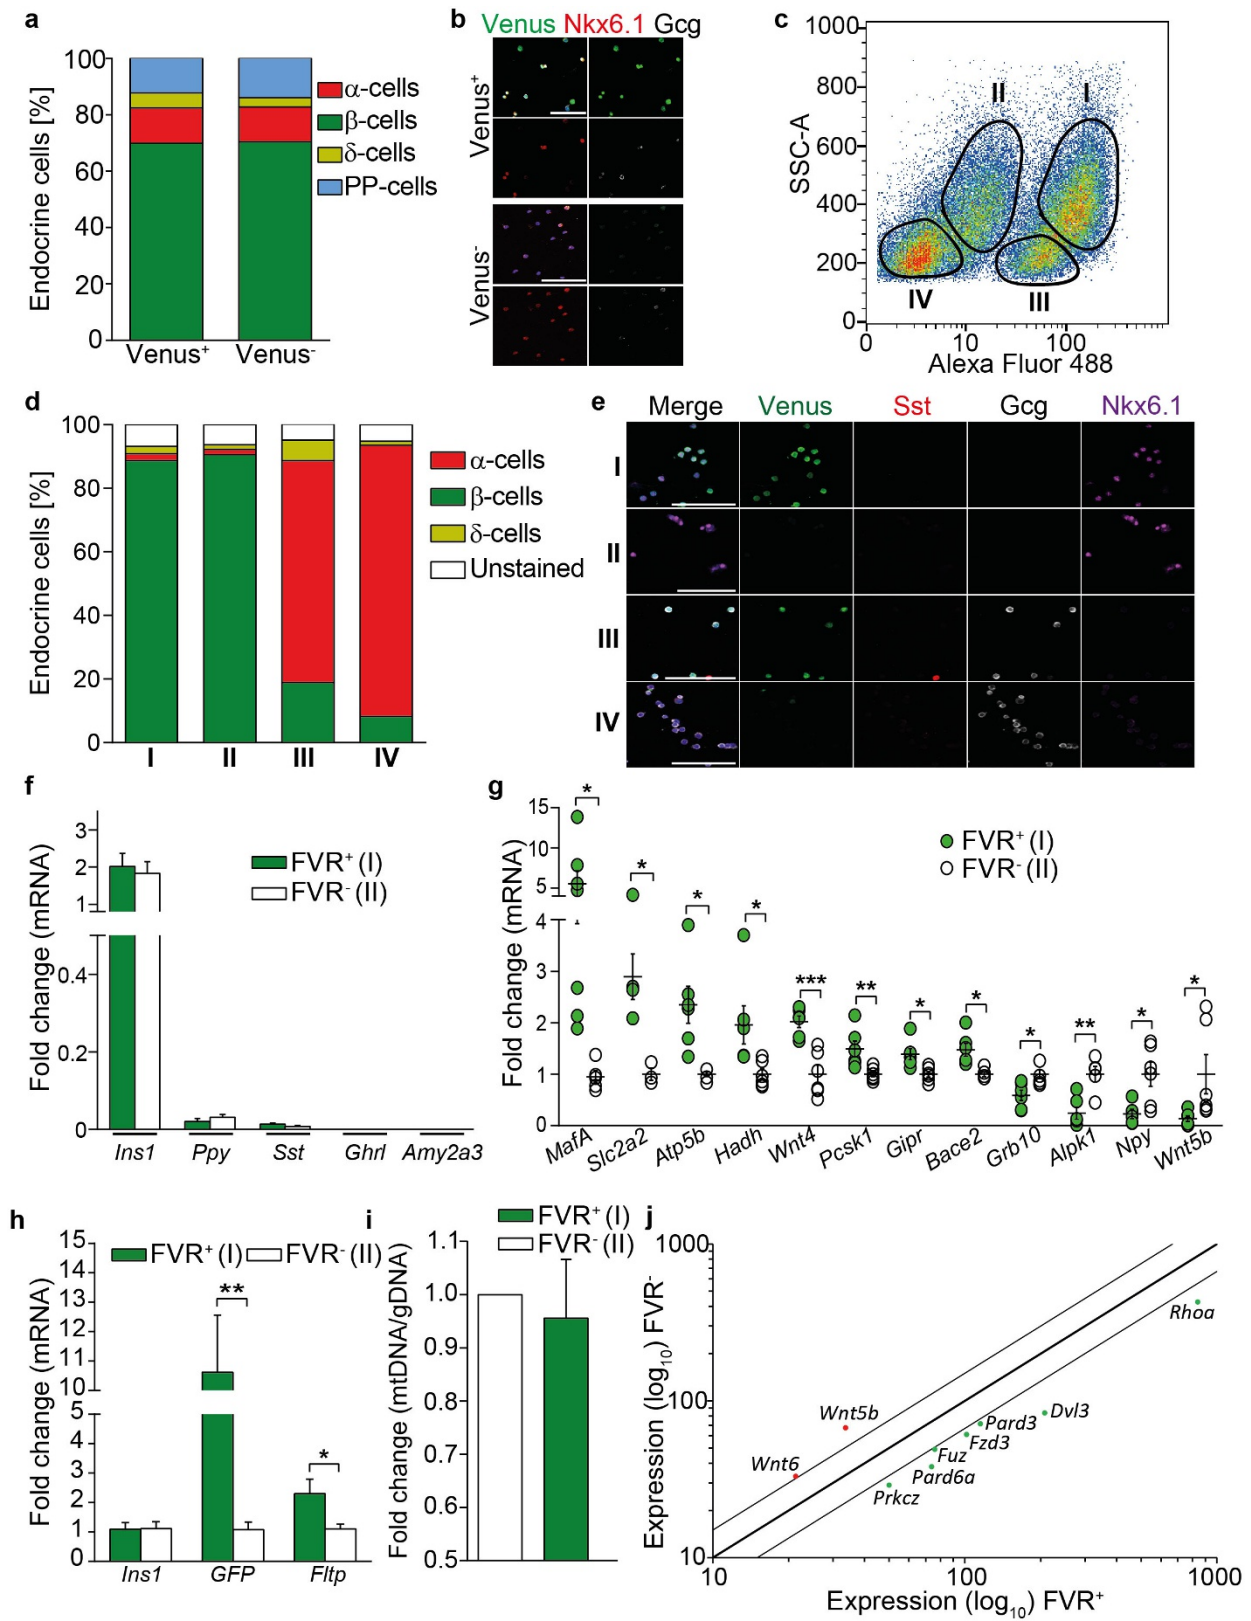 a
Endocrine cells [%]
100
80
60
40
20
0
Venus⁺
Venus⁻
α-cells
β-cells
δ-cells
PP-cells
b
Venus Nkx6.1 Gcg
Venus⁺
Venus⁻
c
SSC-A
1000
800
600
400
200
0
II
I
IV
III
0
10
100
Alexa Fluor 488
d
Endocrine cells [%]
100
80
60
40
20
0
I
II
III
IV
α-cells
β-cells
δ-cells
Unstained
e
Merge
Venus
Sst
Gcg
Nkx6.1
I
II
III
IV
f
Fold change (mRNA)
3
2
1
0.4
0.2
0
FVR⁺ (I)
FVR⁻ (II)
Ins1
Ppy
Sst
Ghrl
Amy2a3
g
Fold change (mRNA)
15
10
5
4
3
2
1
0
FVR⁺ (I)
FVR⁻ (II)
*
*
*
*
***
**
*
*
*
**
*
*
MafA
Slc2a2
Atp5b
Hadh
Wnt4
Pcsk1
Gipr
Bace2
Grb10
Alpk1
Npy
Wnt5b
h
Fold change (mRNA)
15
14
13
12
11
10
5
4
3
2
1
0
FVR⁺ (I)
FVR⁻ (II)
**
*
Ins1
GFP
Fltp
i
FVR⁺ (I)
FVR⁻ (II)
Fold change (mtDNA/gDNA)
1.1
1.0
0.9
0.8
0.7
0.6
0.5
j
Expression (log₁₀) FVR⁻
1000
100
10
Rhoa
Wnt5b
Dvl3
Pard3
Fzd3
Wnt6
Fuz
Pard6a
Prkcz
10
100
1000
Expression (log₁₀) FVR⁺